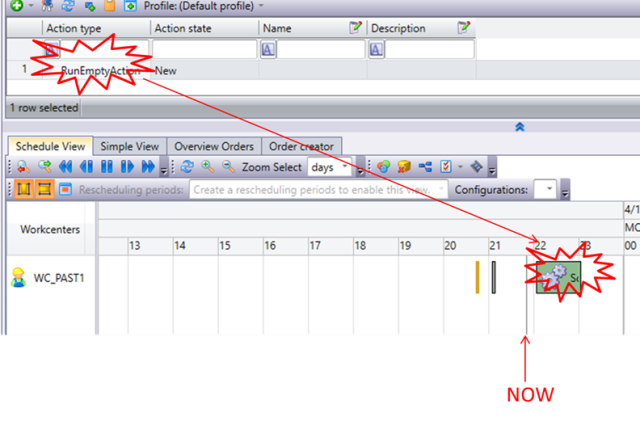 Profile: (Default profile)
Action type Action state Name Description
1 RunEmptyAction New
1 row selected
Schedule View Simple View Overview Orders Order creator
Zoom Select days
Rescheduling periods: Create a rescheduling periods to enable this view. Configurations:
4/1
Workcenters MO
13 14 15 16 17 18 19 20 21 22 23 00
WC_PAST1 Sc
NOW